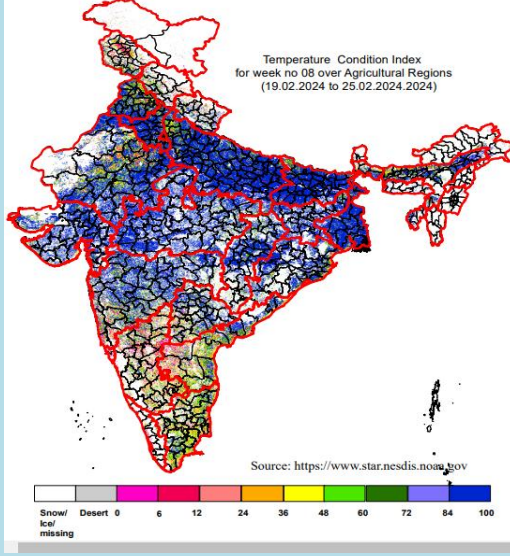 Temperature Condition Index
for week no 08 over Agricultural Regions
(19.02.2024 to 25.02.2024.2024)
Source: https://www.star.nesdis.noaa.gov
Snow/ Desert 0 6 12 24 36 48 60 72 84 100
Ice/
missing